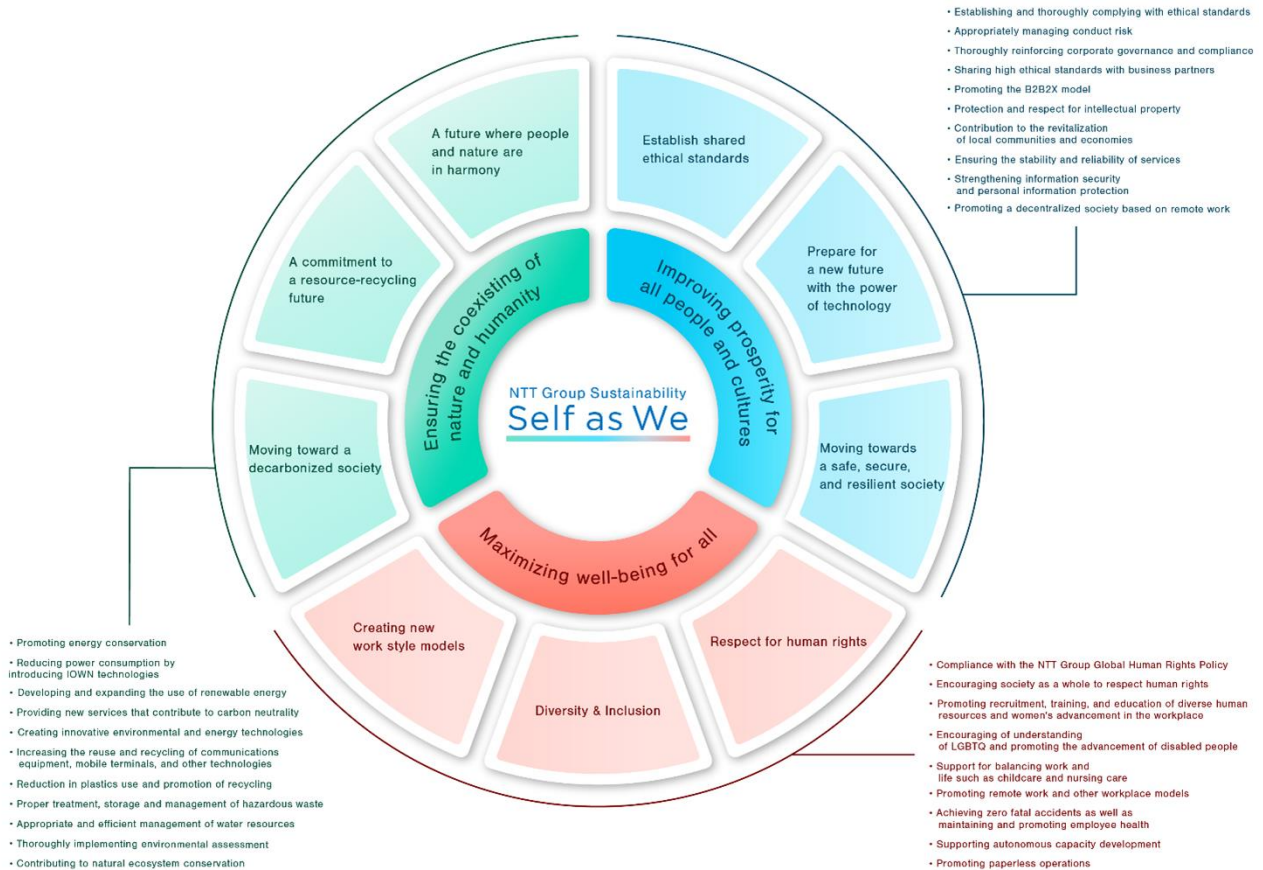 • Establishing and thoroughly complying with ethical standards
• Appropriately managing conduct risk
• Thoroughly reinforcing corporate governance and compliance
• Sharing high ethical standards with business partners
• Promoting the B2B2X model
• Protection and respect for intellectual property
• Contribution to the revitalization
of local communities and economies
• Ensuring the stability and reliability of services
• Strengthening information security
and personal information protection
• Promoting a decentralized society based on remote work
A future where people
and nature are
in harmony
Establish shared
ethical standards
A commitment to
a resource-recycling
future
Prepare for
a new future
with the power
of technology
Ensuring the coexisting of
nature and humanity
Improving prosperity for
all people and cultures
NTT Group Sustainability
Self as We
Moving toward a
decarbonized society
Moving towards
a safe, secure,
and resilient society
Maximizing well-being for all
Creating new
work style models
Diversity & Inclusion
Respect for human rights
• Promoting energy conservation
• Reducing power consumption by
introducing IOWN technologies
• Developing and expanding the use of renewable energy
• Providing new services that contribute to carbon neutrality
• Creating innovative environmental and energy technologies
• Increasing the reuse and recycling of communications
equipment, mobile terminals, and other technologies
• Reduction in plastics use and promotion of recycling
• Proper treatment, storage and management of hazardous waste
• Appropriate and efficient management of water resources
• Thoroughly implementing environmental assessment
• Contributing to natural ecosystem conservation
• Compliance with the NTT Group Global Human Rights Policy
• Encouraging society as a whole to respect human rights
• Promoting recruitment, training, and education of diverse human
resources and women's advancement in the workplace
• Encouraging of understanding
of LGBTQ and promoting the advancement of disabled people
• Support for balancing work and
life such as childcare and nursing care
• Promoting remote work and other workplace models
• Achieving zero fatal accidents as well as
maintaining and promoting employee health
• Supporting autonomous capacity development
• Promoting paperless operations